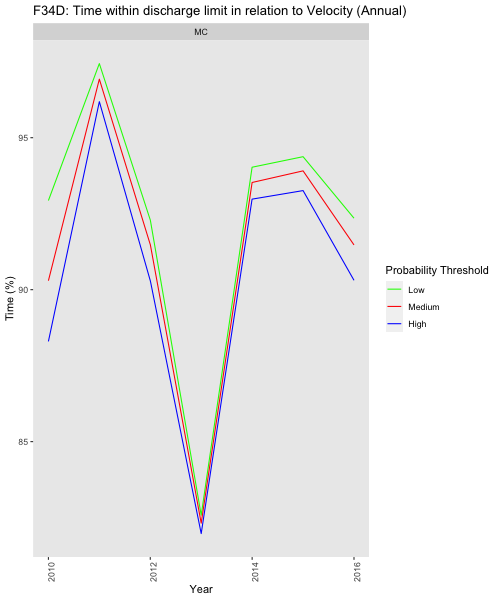 F34D: Time within discharge limit in relation to Velocity (Annual)
MC
95
90
85
Time (%)
2010
2012
2014
2016
Year
Probability Threshold
Low
Medium
High